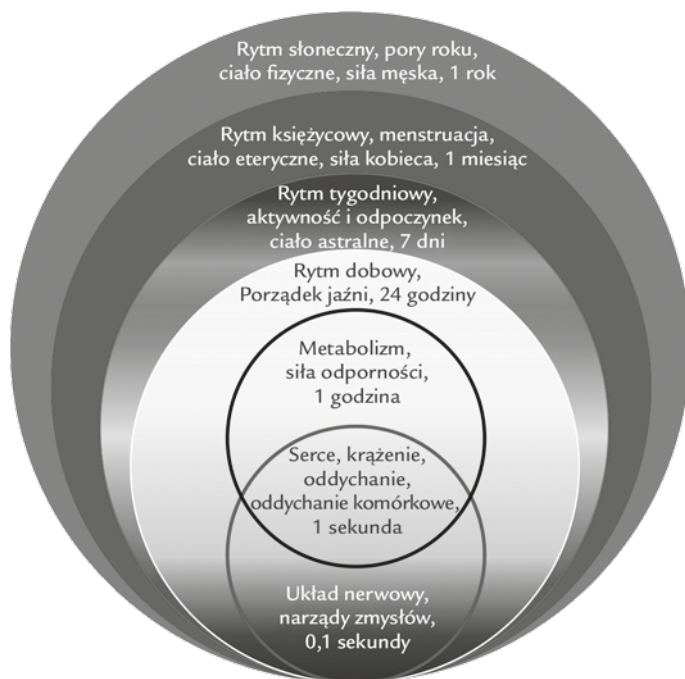 Rytm słoneczny, pory roku,
ciało fizyczne, siła męska, 1 rok
Rytm księżycowy, menstruacja,
ciało eteryczne, siła kobieca, 1 miesiąc
Rytm tygodniowy,
aktywność i odpoczynek,
ciało astralne, 7 dni
Rytm dobowy,
Porządek jaźni, 24 godziny
Metabolizm,
siła odporności,
1 godzina
Serce, krążenie,
oddychanie,
oddychanie komórkowe,
1 sekunda
Układ nerwowy,
narządy zmysłów,
0,1 sekundy